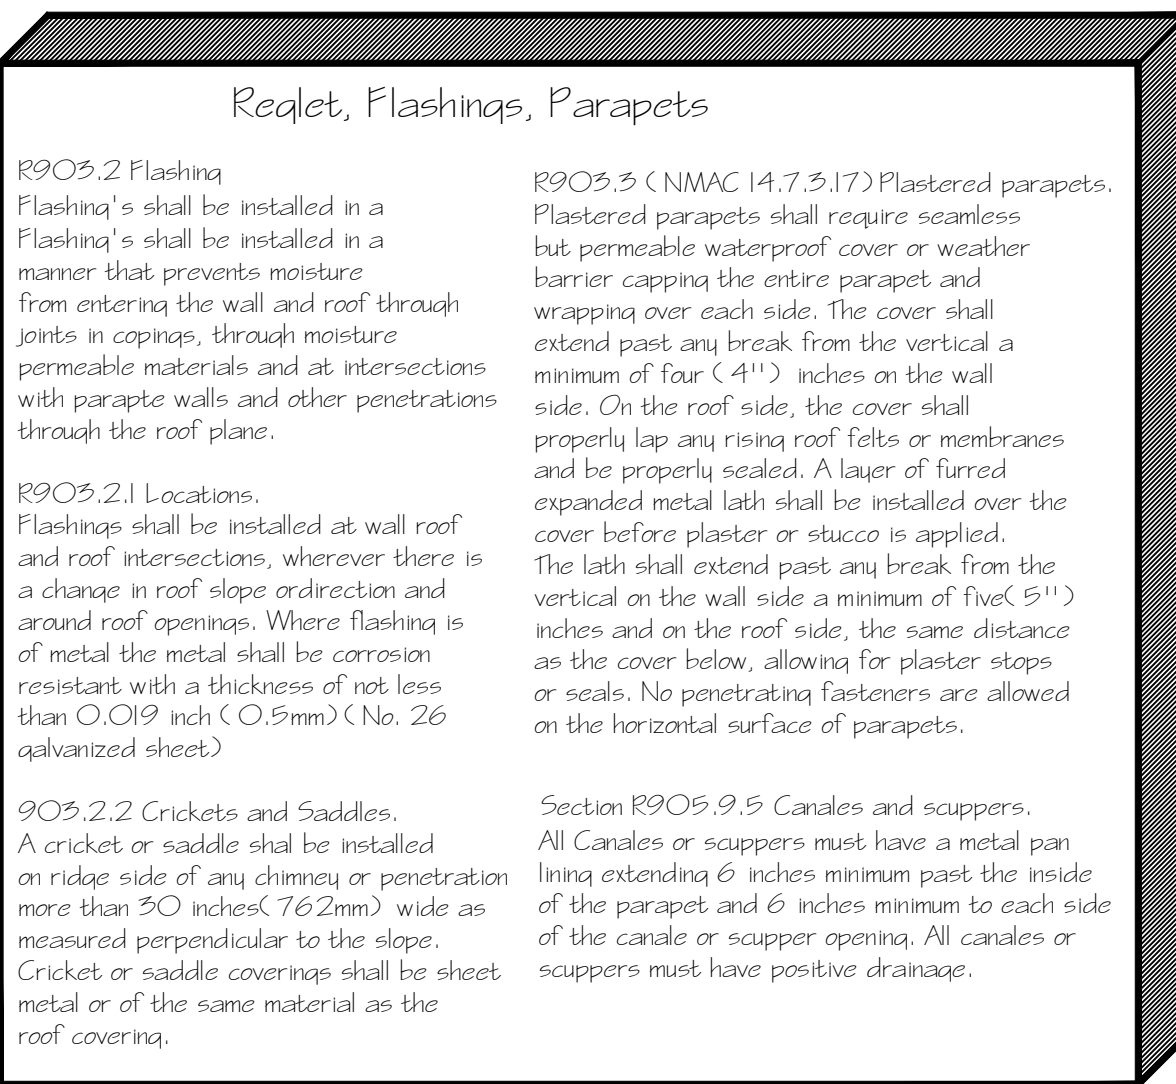 Reglet, Flashings, Parapets
R903.2 Flashing
Flashing's shall be installed in a
Flashing's shall be installed in a
manner that prevents moisture
from entering the wall and roof through
joints in copings, through moisture
permeable materials and at intersections
with parapte walls and other penetrations
through the roof plane.
R903.2.1 Locations.
Flashings shall be installed at wall roof
and roof intersections, wherever there is
a change in roof slope ordirection and
around roof openings. Where flashing is
of metal the metal shall be corrosion
resistant with a thickness of not less
than 0.019 inch (0.5mm)(No. 26
galvanized sheet)
903.2.2 Crickets and Saddles.
A cricket or saddle shal be installed
on ridge side of any chimney or penetration
more than 30 inches(762mm) wide as
measured perpendicular to the slope.
Cricket or saddle coverings shall be sheet
metal or of the same material as the
roof covering.
R903.3 (NMAC 14.7.3.17) Plastered parapets.
Plastered parapets shall require seamless
but permeable waterproof cover or weather
barrier capping the entire parapet and
wrapping over each side. The cover shall
extend past any break from the vertical a
minimum of four (4'') inches on the wall
side. On the roof side, the cover shall
properly lap any rising roof felts or membranes
and be properly sealed. A layer of furred
expanded metal lath shall be installed over the
cover before plaster or stucco is applied.
The lath shall extend past any break from the
vertical on the wall side a minimum of five(5'')
inches and on the roof side, the same distance
as the cover below, allowing for plaster stops
or seals. No penetrating fasteners are allowed
on the horizontal surface of parapets.
Section R905.9.5 Canales and scuppers.
All Canales or scuppers must have a metal pan
lining extending 6 inches minimum past the inside
of the parapet and 6 inches minimum to each side
of the canale or scupper opening. All canales or
scuppers must have positive drainage.